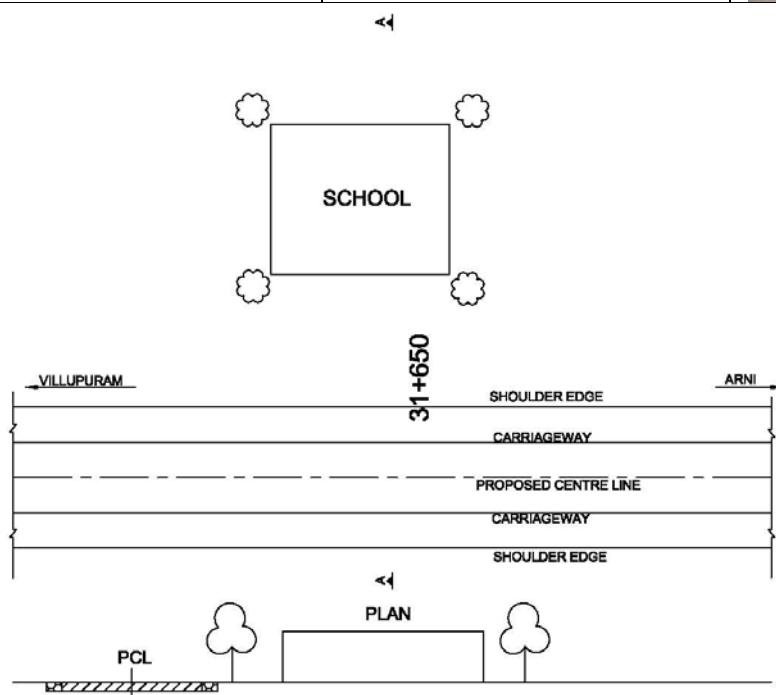 A
SCHOOL
31+650
VILLUPURAM
ARNI
SHOULDER EDGE
CARRIAGEWAY
PROPOSED CENTRE LINE
CARRIAGEWAY
SHOULDER EDGE
A
PLAN
PCL